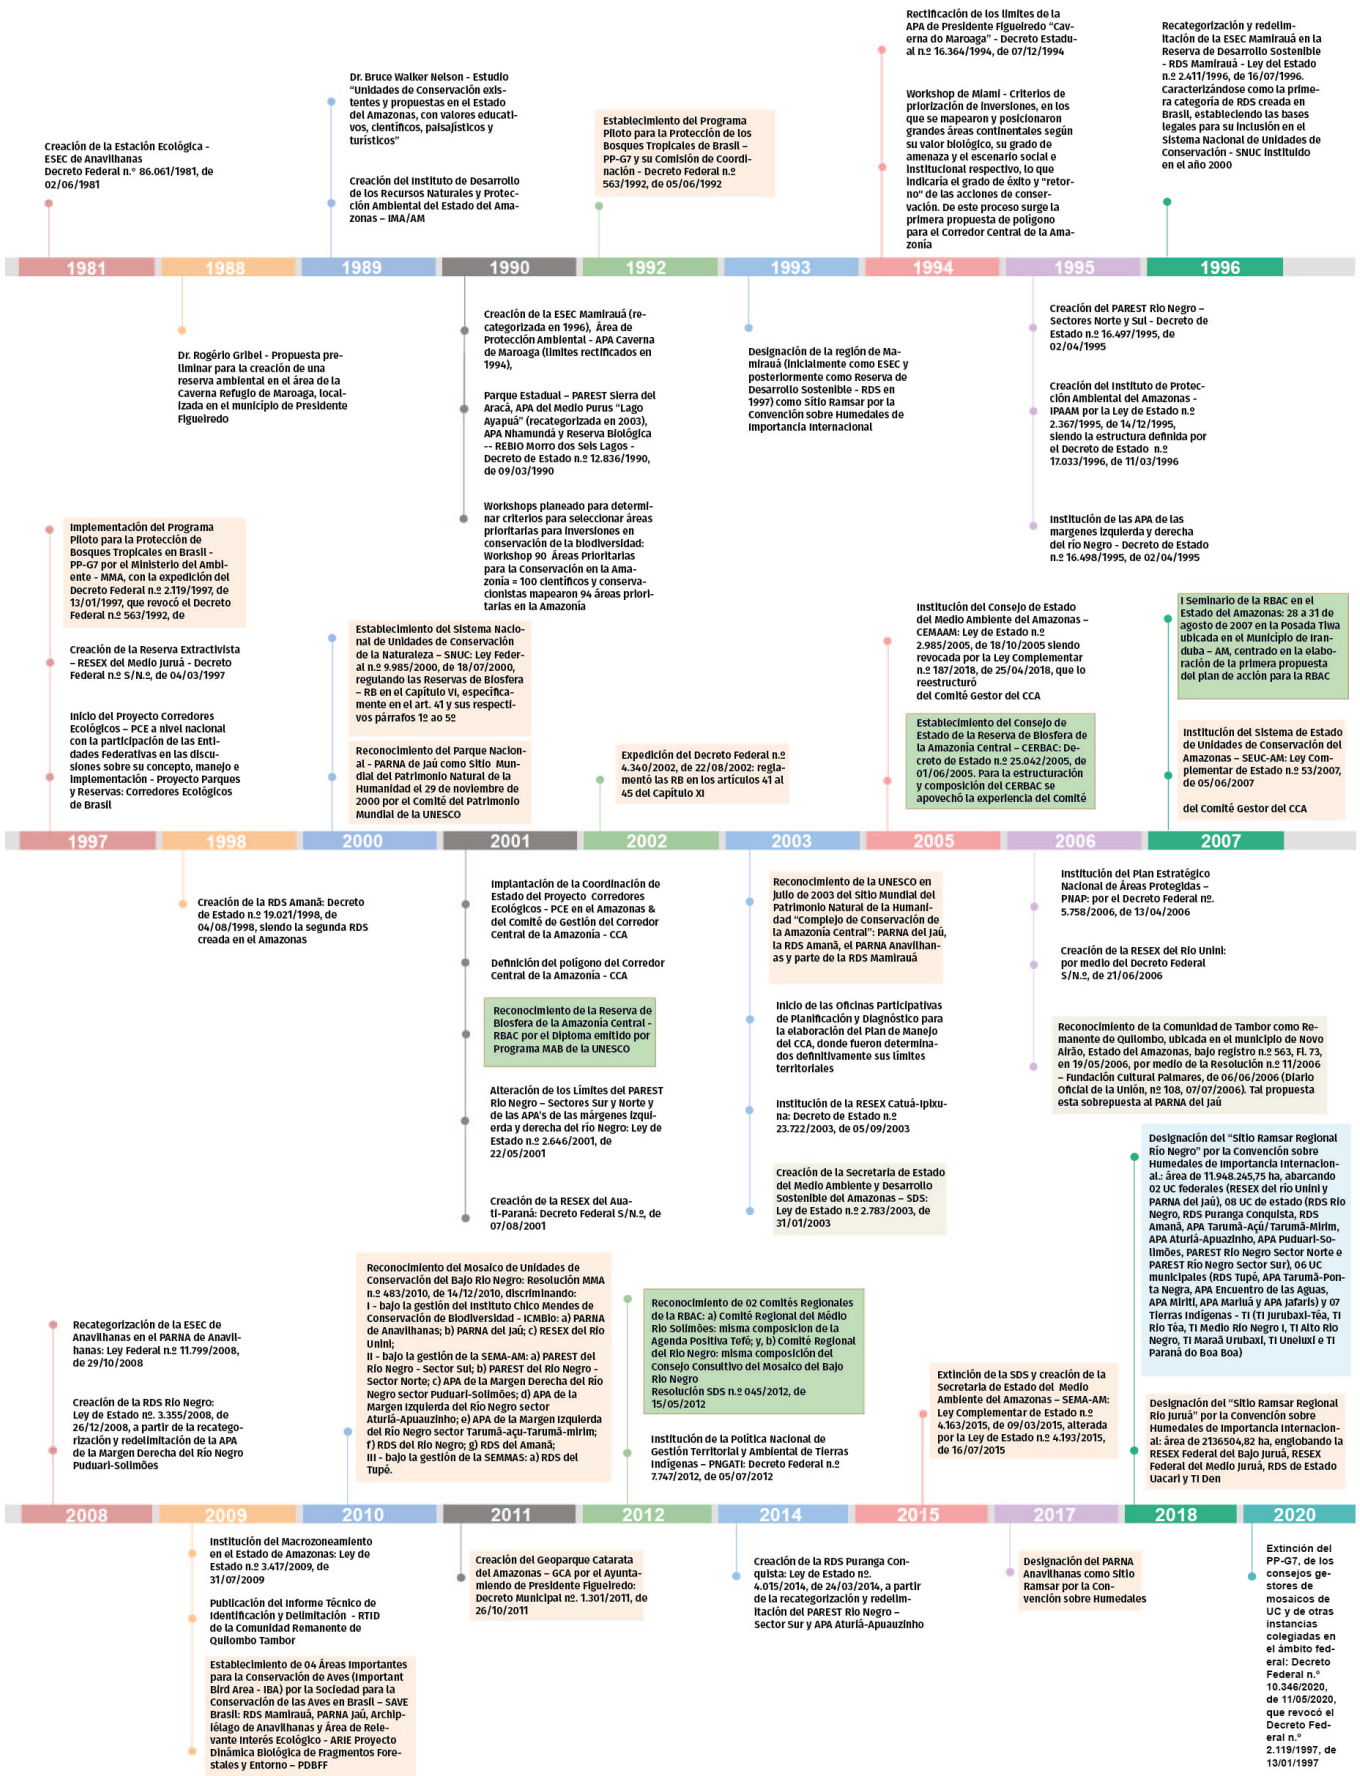 Creación de la Estación Ecológica -
ESEC de Anavilhanas
Decreto Federal n.° 86.061/1981, de
02/06/1981
Dr. Bruce Walker Nelson - Estudio
“Unidades de Conservación exis-
tentes y propuestas en el Estado
del Amazonas, con valores educati-
vos, científicos, paisajísticos y
turísticos”
Creación del Instituto de Desarrollo
de los Recursos Naturales y Protec-
ción Ambiental del Estado del Ama-
zonas – IMA/AM
Establecimiento del Programa
Piloto para la Protección de los
Bosques Tropicales de Brasil –
PP-G7 y su Comisión de Coordi-
nación - Decreto Federal n.º
563/1992, de 05/06/1992
Rectificación de los límites de la
APA de Presidente Figueiredo “Cav-
erna do Maroaga” - Decreto Estadu-
al n.º 16.364/1994, de 07/12/1994
Workshop de Miami - Criterios de
priorización de inversiones, en los
que se mapearon y posicionaron
grandes áreas continentales según
su valor biológico, su grado de
amenaza y el escenario social e
institucional respectivo, lo que
indicaría el grado de éxito y "retor-
no" de las acciones de conser-
vación. De este proceso surge la
primera propuesta de polígono
para el Corredor Central de la Ama-
zonía
Recategorización y redelim-
itación de la ESEC Mamirauá en la
Reserva de Desarrollo Sostenible
- RDS Mamirauá - Ley del Estado
n.º 2.411/1996, de 16/07/1996.
Caracterizándose como la prime-
ra categoría de RDS creada en
Brasil, estableciendo las bases
legales para su inclusión en el
Sistema Nacional de Unidades de
Conservación - SNUC instituido
en el año 2000
1981 1988 1989 1990 1992 1993 1994 1995 1996
Dr. Rogério Gribel - Propuesta pre-
liminar para la creación de una
reserva ambiental en el área de la
Caverna Refugio de Maroaga, local-
izada en el município de Presidente
Figueiredo
Creación de la ESEC Mamirauá (re-
categorizada en 1996), Área de
Protección Ambiental - APA Caverna
de Maroaga (limites rectificados en
1994),
Parque Estadual – PAREST Sierra del
Aracá, APA del Medio Purus “Lago
Ayapuá” (recategorizada en 2003),
APA Nhamundá y Reserva Biológica
-- REBIO Morro dos Seis Lagos -
Decreto de Estado n.º 12.836/1990,
de 09/03/1990
Workshops planeado para determi-
nar criterios para seleccionar áreas
prioritarias para inversiones en
conservación de la biodiversidad:
Workshop 90 Áreas Prioritarias
para la Conservación en la Ama-
zonía = 100 científicos y conserva-
cionistas mapearon 94 áreas priori-
tarias en la Amazonía
Designación de la región de Ma-
mirauá (inicialmente como ESEC y
posteriormente como Reserva de
Desarrollo Sostenible - RDS en
1997) como Sítio Ramsar por la
Convención sobre Humedales de
Importancia Internacional
Creación del PAREST Rio Negro –
Sectores Norte y Sul - Decreto de
Estado n.º 16.497/1995, de
02/04/1995
Creación del Instituto de Protec-
ción Ambiental del Amazonas -
IPAAM por la Ley de Estado n.º
2.367/1995, de 14/12/1995,
siendo la estructura definida por
el Decreto de Estado n.º
17.033/1996, de 11/03/1996
Institución de las APA de las
margenes izquierda y derecha
del río Negro - Decreto de Estado
n.º 16.498/1995, de 02/04/1995
Implementación del Programa
Piloto para la Protección de
Bosques Tropicales en Brasil -
PP-G7 por el Ministerio del Ambi-
ente - MMA, con la expedición del
Decreto Federal n.º 2.119/1997, de
13/01/1997, que revocó el Decreto
Federal n.º 563/1992, de
Creación de la Reserva Extractivista
– RESEX del Medio Juruá - Decreto
Federal n.º S/N.º, de 04/03/1997
Inicio del Proyecto Corredores
Ecológicos – PCE a nivel nacional
con la participación de las Enti-
dades Federativas en las discu-
siones sobre su concepto, manejo e
implementación - Proyecto Parques
y Reservas: Corredores Ecológicos
de Brasil
Establecimiento del Sistema Nacio-
nal de Unidades de Conservación
de la Naturaleza – SNUC: Ley Feder-
al n.º 9.985/2000, de 18/07/2000,
regulando las Reservas de Biosfera
– RB en el Capítulo VI, específica-
mente en el art. 41 y sus respecti-
vos párrafos 1º ao 5º
Reconocimiento del Parque Nacion-
al - PARNA de Jaú como Sitio Mun-
dial del Patrimonio Natural de la
Humanidad el 29 de noviembre de
2000 por el Comité del Patrimonio
Mundial de la UNESCO
Expedición del Decreto Federal n.º
4.340/2002, de 22/08/2002: regla-
mentó las RB en los artículos 41 al
45 del Capítulo XI
Institución del Consejo de Estado
del Medio Ambiente del Amazonas –
CEMAAM: Ley de Estado n.º
2.985/2005, de 18/10/2005 siendo
revocada por la Ley Complementar
n.º 187/2018, de 25/04/2018, que lo
reestructuró
del Comité Gestor del CCA
Establecimiento del Consejo de
Estado de la Reserva de Biosfera de
la Amazonía Central – CERBAC: De-
creto de Estado n.º 25.042/2005, de
01/06/2005. Para la estructuración
y composición del CERBAC se
apovechó la experiencia del Comité
I Seminario de la RBAC en el
Estado del Amazonas: 28 a 31 de
agosto de 2007 en la Posada Tiwa
ubicada en el Município de Iran-
duba – AM, centrado en la elabo-
ración de la primera propuesta
del plan de acción para la RBAC
Institución del Sistema de Estado
de Unidades de Conservación del
Amazonas – SEUC-AM: Ley Com-
plementar de Estado n.º 53/2007,
de 05/06/2007
del Comité Gestor del CCA
1997 1998 2000 2001 2002 2003 2005 2006 2007
Creación de la RDS Amanã: Decreto
de Estado n.º 19.021/1998, de
04/08/1998, siendo la segunda RDS
creada en el Amazonas
Implantación de la Coordinación de
Estado del Proyecto Corredores
Ecológicos - PCE en el Amazonas &
del Comité de Gestión del Corredor
Central de la Amazonía - CCA
Definición del polígono del Corredor
Central de la Amazonía - CCA
Reconocimiento de la Reserva de
Biosfera de la Amazonía Central -
RBAC por el Diploma emitido por
Programa MAB de la UNESCO
Alteración de los Límites del PAREST
Rio Negro – Sectores Sur y Norte y
de las APA's de las márgenes izqui-
erda y derecha del río Negro: Ley de
Estado n.º 2.646/2001, de
22/05/2001
Creación de la RESEX del Aua-
ti-Paraná: Decreto Federal S/N.º, de
07/08/2001
Reconocimiento de la UNESCO en
julio de 2003 del Sitio Mundial del
Patrimonio Natural de la Humani-
dad “Complejo de Conservación de
la Amazonía Central”: PARNA del Jaú,
la RDS Amanã, el PARNA Anavilhan-
as y parte de la RDS Mamirauá
Inicio de las Oficinas Participativas
de Planificación y Diagnóstico para
la elaboración del Plan de Manejo
del CCA, donde fueron determina-
dos definitivamente sus límites
territoriales
Institución de la RESEX Catuá-Ipixu-
na: Decreto de Estado n.º
23.722/2003, de 05/09/2003
Creación de la Secretaría de Estado
del Medio Ambiente y Desarrollo
Sostenible del Amazonas – SDS:
Ley de Estado n.º 2.783/2003, de
31/01/2003
Institución del Plan Estratégico
Nacional de Áreas Protegidas –
PNAP: por el Decreto Federal nº.
5.758/2006, de 13/04/2006
Creación de la RESEX del Rio Unini:
por medio del Decreto Federal
S/N.º, de 21/06/2006
Reconocimiento de la Comunidad de Tambor como Re-
manente de Quilombo, ubicada en el municipio de Novo
Airão, Estado del Amazonas, bajo registro n.º 563, Fl. 73,
en 19/05/2006, por medio de la Resolución n.º 11/2006
– Fundación Cultural Palmares, de 06/06/2006 (Diario
Oficial de la Unión, nº 108, 07/07/2006). Tal propuesta
esta sobrepuesta al PARNA del Jaú
Designación del “Sitio Ramsar Regional
Río Negro” por la Convención sobre
Humedales de Importancia Internacion-
al.: área de 11.948.245,75 ha, abarcando
02 UC federales (RESEX del río Unini y
PARNA del Jaú), 08 UC de estado (RDS Rio
Negro, RDS Puranga Conquista, RDS
Amanã, APA Tarumã-Açú/Tarumã-Mirim,
APA Aturiá-Apuazinho, APA Puduari-So-
limões, PAREST Río Negro Sector Norte e
PAREST Río Negro Sector Sur), 06 UC
municipales (RDS Tupé, APA Tarumã-Pon-
ta Negra, APA Encuentro de las Aguas,
APA Miriti, APA Mariuá y APA Jafaris) y 07
Tierras Indígenas - TI (TI Jurubaxi-Téa, TI
Río Têa, TI Medio Rio Negro I, TI Alto Rio
Negro, TI Maraã Urubaxi, TI Uneiuxi e TI
Paraná do Boa Boa)
Recategorización de la ESEC de
Anavilhanas en el PARNA de Anavil-
hanas: Ley Federal n.º 11.799/2008,
de 29/10/2008
Creación de la RDS Rio Negro:
Ley de Estado nº. 3.355/2008, de
26/12/2008, a partir de la recatego-
rización y redelimitación de la APA
de la Margen Derecha del Río Negro
Puduari-Solimões
Reconocimiento del Mosaico de Unidades de
Conservación del Bajo Rio Negro: Resolución MMA
n.º 483/2010, de 14/12/2010, discriminando:
I - bajo la gestión del Instituto Chico Mendes de
Conservación de Biodiversidad - ICMBio: a) PARNA
de Anavilhanas; b) PARNA del Jaú; c) RESEX del Rio
Unini;
II - bajo la gestión de la SEMA-AM: a) PAREST del
Rio Negro - Sector Sul; b) PAREST del Rio Negro -
Sector Norte; c) APA de la Margen Derecha del Río
Negro sector Puduari-Solimões; d) APA de la
Margen Izquierda del Río Negro sector
Aturiá-Apuauzinho; e) APA de la Margen Izquierda
del Rio Negro sector Tarumã-açu-Tarumã-mirim;
f) RDS del Rio Negro; g) RDS del Amanã;
III - bajo la gestión de la SEMMAS: a) RDS del
Tupé.
Reconocimiento de 02 Comités Regionales
de la RBAC: a) Comité Regional del Médio
Rio Solimões: misma composicion de la
Agenda Positiva Tefé; y, b) Comité Regional
del Rio Negro: misma composición del
Consejo Consultivo del Mosaico del Bajo
Rio Negro
Resolución SDS n.º 045/2012, de
15/05/2012
Institución de la Política Nacional de
Gestión Territorial y Ambiental de Tierras
Indígenas – PNGATI: Decreto Federal n.º
7.747/2012, de 05/07/2012
Extinción de la SDS y creación de la
Secretaria de Estado del Medio
Ambiente del Amazonas – SEMA-AM:
Ley Complementar de Estado n.º
4.163/2015, de 09/03/2015, alterada
por la Ley de Estado n.º 4.193/2015,
de 16/07/2015
Designación del “Sitio Ramsar Regional
Rio Juruá” por la Convención sobre
Humedales de Importancia Internacion-
al: área de 2136504,82 ha, englobando la
RESEX Federal del Bajo Juruá, RESEX
Federal del Medio Juruá, RDS de Estado
Uacari y TI Den
2008 2009 2010 2011 2012 2014 2015 2017 2018 2020
Institución del Macrozoneamiento
en el Estado de Amazonas: Ley de
Estado n.º 3.417/2009, de
31/07/2009
Publicación del Informe Técnico de
Identificación y Delimitación - RTID
de la Comunidad Remanente de
Quilombo Tambor
Establecimiento de 04 Áreas Importantes
para la Conservación de Aves (Important
Bird Area - IBA) por la Sociedad para la
Conservación de las Aves en Brasil – SAVE
Brasil: RDS Mamirauá, PARNA Jaú, Archip-
iélago de Anavilhanas y Área de Rele-
vante Interés Ecológico - ARIE Proyecto
Dinámica Biológica de Fragmentos Fore-
stales y Entorno – PDBFF
Creación del Geoparque Catarata
del Amazonas – GCA por el Ayunta-
miento de Presidente Figueiredo:
Decreto Municipal nº. 1.301/2011, de
26/10/2011
Creación de la RDS Puranga Con-
quista: Ley de Estado nº.
4.015/2014, de 24/03/2014, a partir
de la recategorización y redelim-
itación del PAREST Rio Negro –
Sector Sur y APA Aturiá-Apuauzinho
Designación del PARNA
Anavilhanas como Sítio
Ramsar por la Con-
vención sobre Humedales
Extinción del
PP-G7, de los
consejos ge-
stores de
mosaicos de
UC y de otras
instancias
colegiadas en
el ámbito fed-
eral: Decreto
Federal n.°
10.346/2020,
de 11/05/2020,
que revocó el
Decreto Fed-
eral n.°
2.119/1997, de
13/01/1997